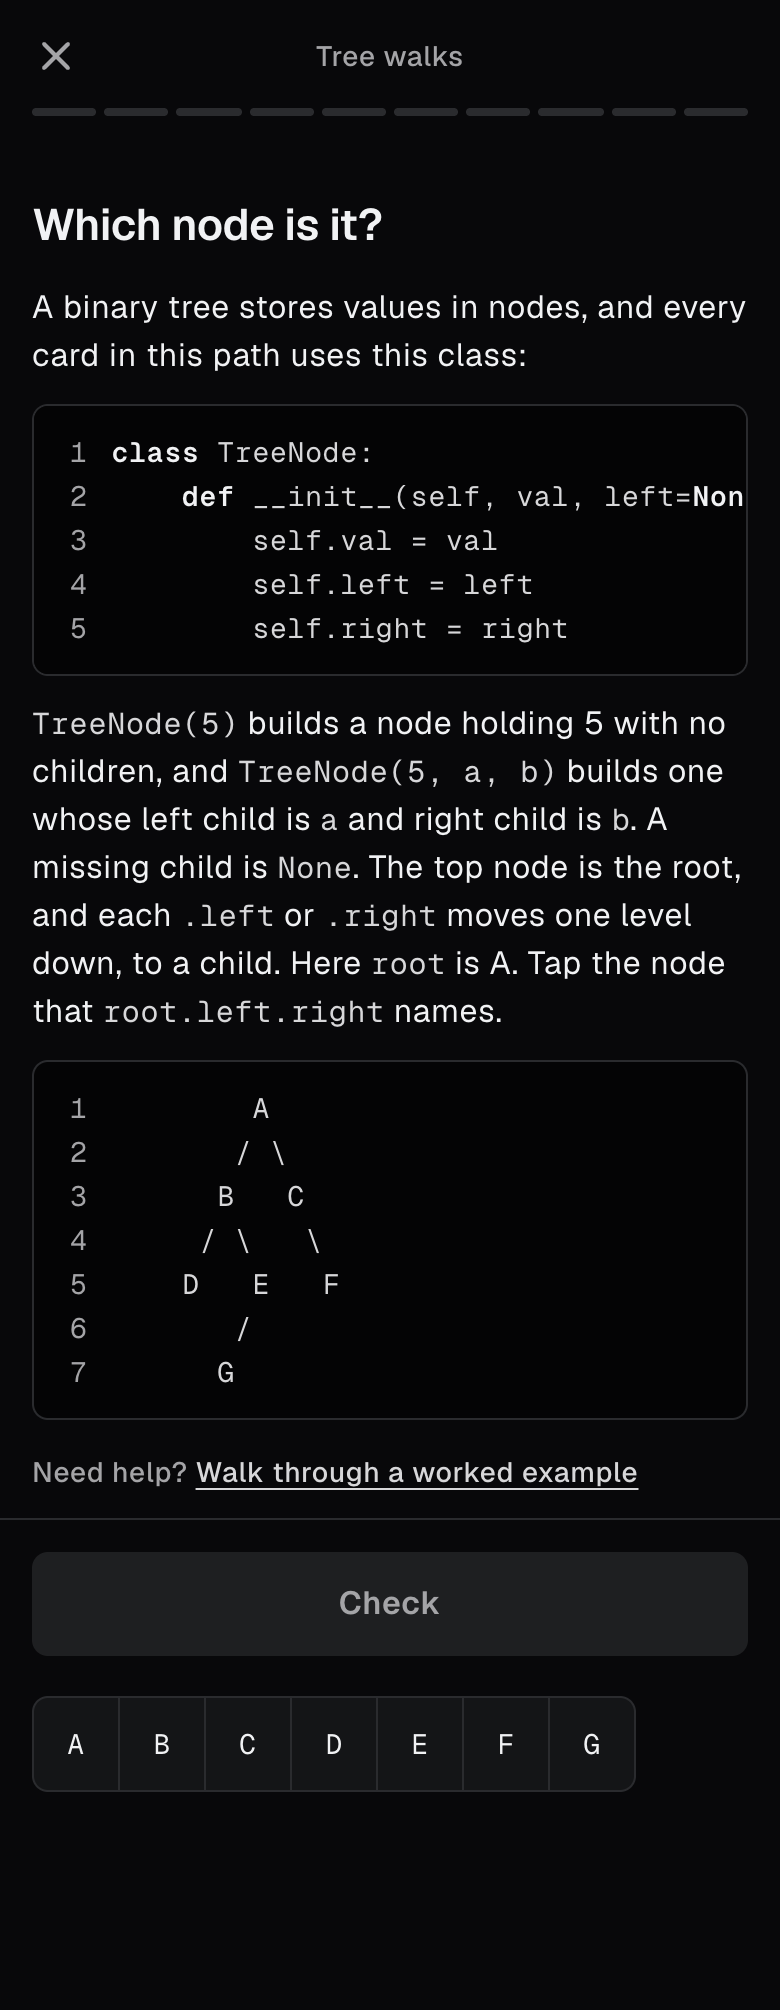 Tree walks
Which node is it?
A binary tree stores values in nodes, and every
card in this path uses this class:
1 class TreeNode:
2     def __init__(self, val, left=Non
3         self.val = val
4         self.left = left
5         self.right = right
TreeNode(5) builds a node holding 5 with no
children, and TreeNode(5, a, b) builds one
whose left child is a and right child is b. A
missing child is None. The top node is the root,
and each .left or .right moves one level
down, to a child. Here root is A. Tap the node
that root.left.right names.
1         A
2        / \
3       B   C
4      / \   \
5     D   E   F
6        /
7       G
Need help? Walk through a worked example
Check
A B C D E F G